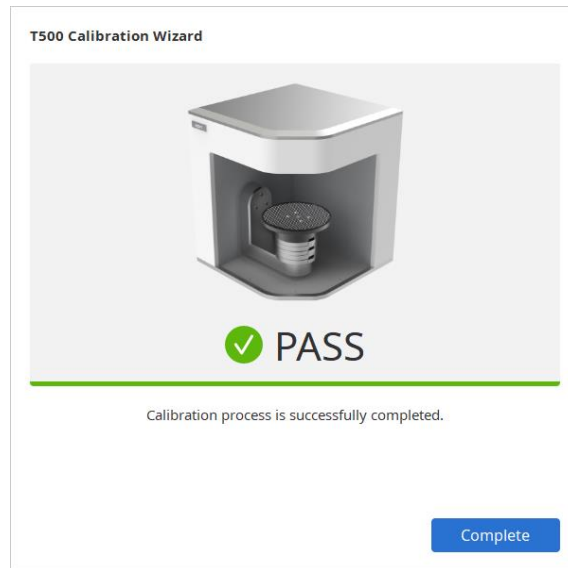 T500 Calibration Wizard
PASS
Calibration process is successfully completed.
Complete